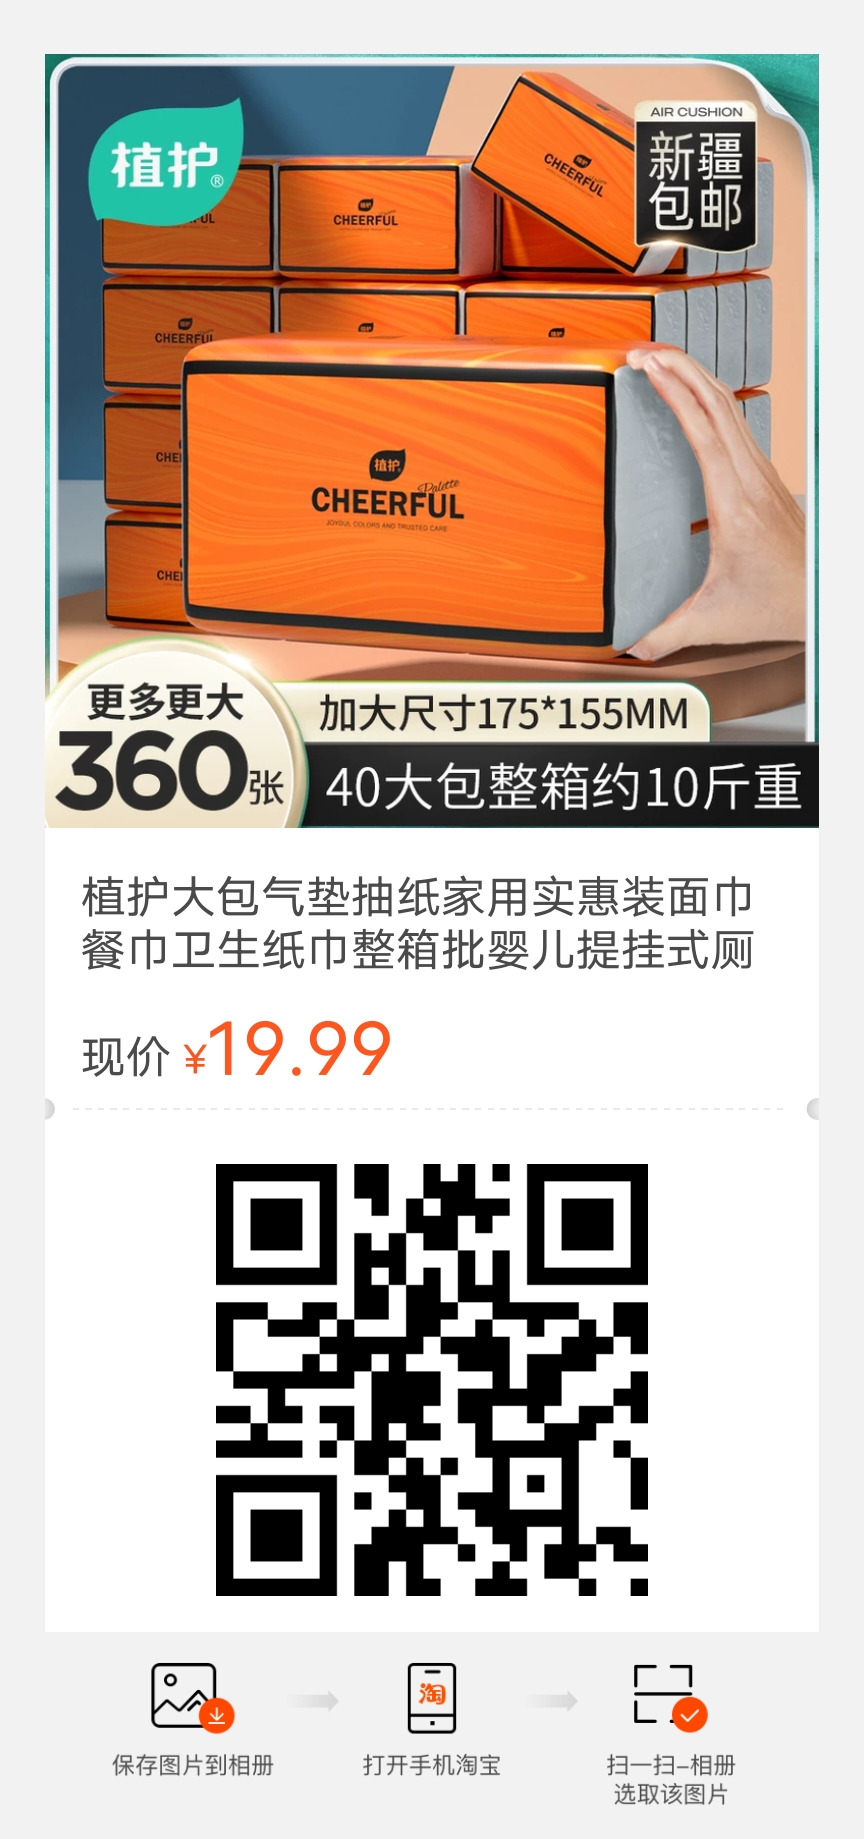 植护®
AIR CUSHION
新疆
包邮
CHEERFUL
CHEERFUL
CHEERFUL
植护
Palette
CHEERFUL
JOYOUL COLORS AND TRUSTED CARE
更多更大
360张
加大尺寸175*155MM
40大包整箱约10斤重
植护大包气垫抽纸家用实惠装面巾
餐巾卫生纸巾整箱批婴儿提挂式厕
现价 ¥19.99
淘
保存图片到相册
打开手机淘宝
扫一扫-相册
选取该图片